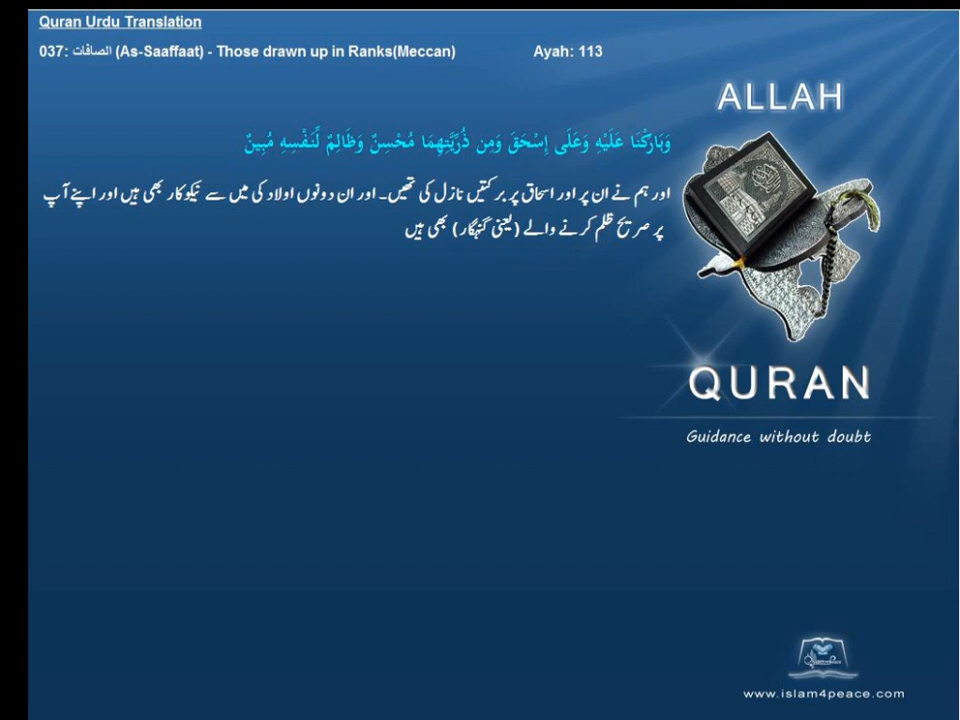 Quran Urdu Translation
037: الصافات (As-Saaffaat) - Those drawn up in Ranks(Meccan) Ayah: 113
ALLAH
وَبَارَكْنَا عَلَيْهِ وَعَلَى إِسْحَقَ وَمِن ذُرِّيَّتِهِمَا مُحْسِنٌ وَظَالِمٌ لِّنَفْسِهِ مُبِينٌ
اور ہم نے ان پر اور اسحاق پر برکتیں نازل کی تھیں۔ اور ان دونوں اولاد کی میں سے نیکوکار بھی ہیں اور اپنے آپ
پر صریح ظلم کرنے والے (یعنی گنہگار) بھی ہیں
QURAN
Guidance without doubt
www.islam4peace.com